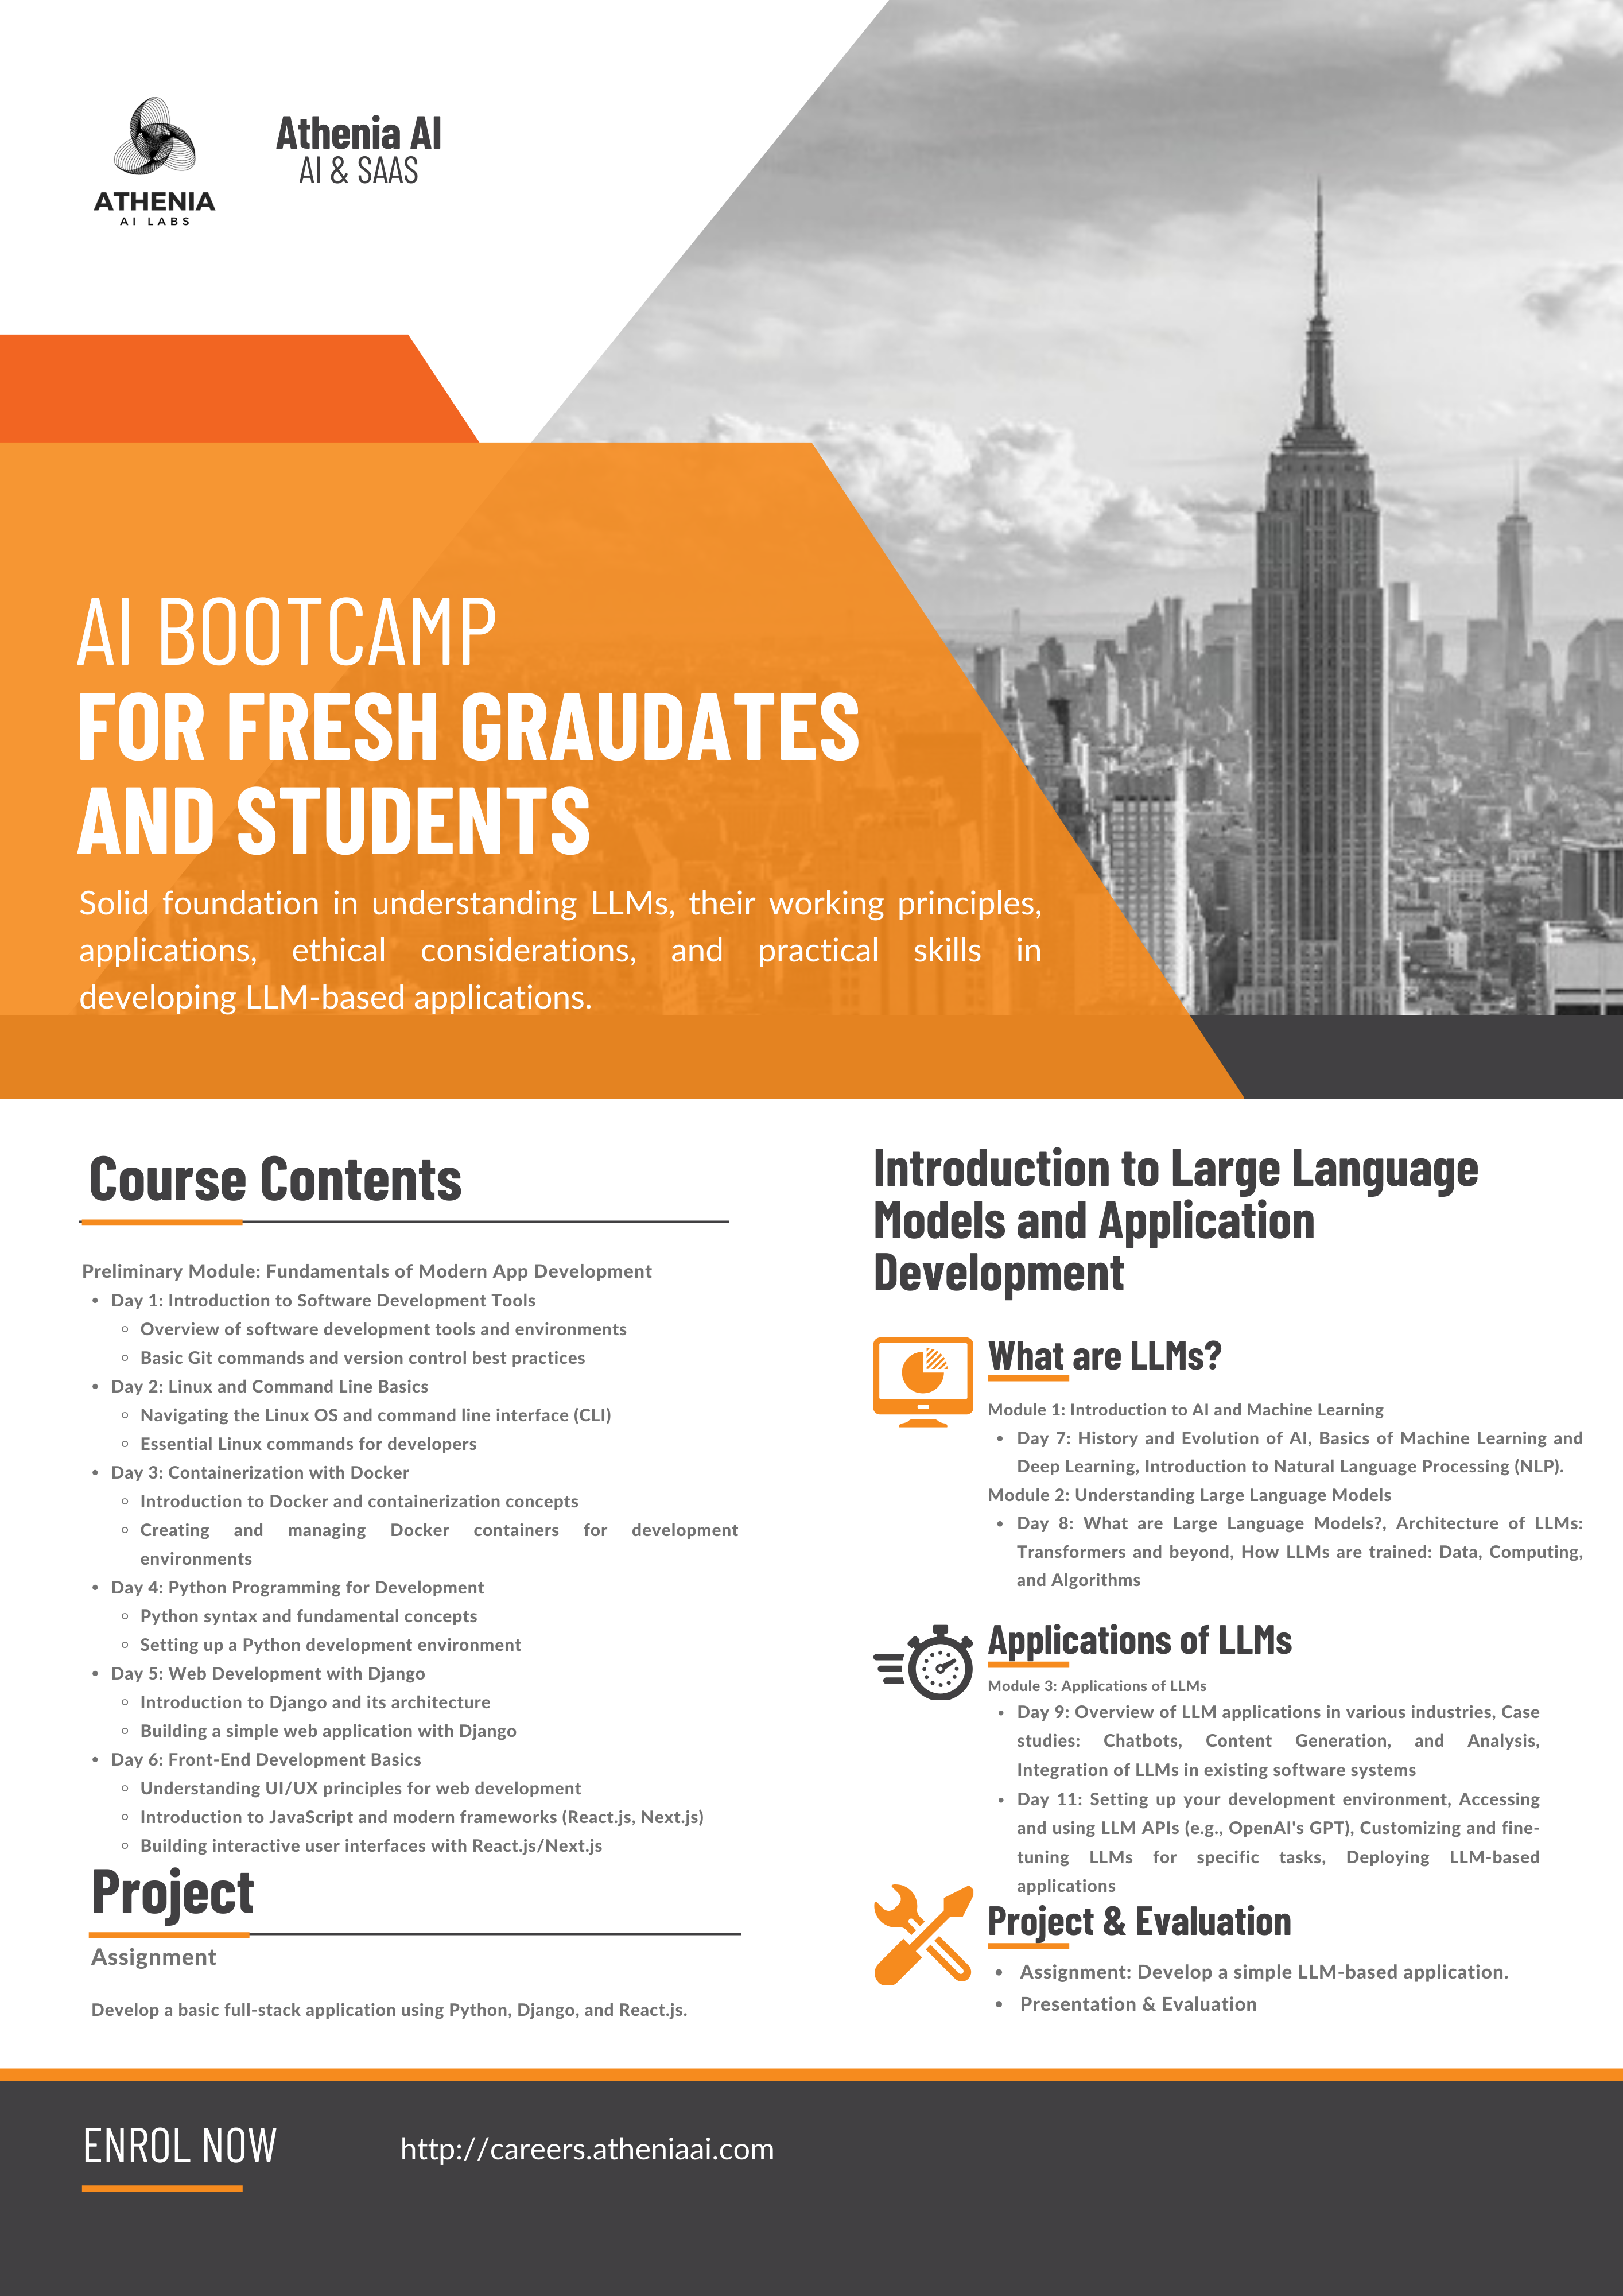 ATHENIA
AI LABS
Athenia AI
AI & SAAS
AI BOOTCAMP
FOR FRESH GRAUDATES
AND STUDENTS
Solid foundation in understanding LLMs, their working principles,
applications, ethical considerations, and practical skills in
developing LLM-based applications.
Course Contents
Preliminary Module: Fundamentals of Modern App Development
• Day 1: Introduction to Software Development Tools
◦ Overview of software development tools and environments
◦ Basic Git commands and version control best practices
• Day 2: Linux and Command Line Basics
◦ Navigating the Linux OS and command line interface (CLI)
◦ Essential Linux commands for developers
• Day 3: Containerization with Docker
◦ Introduction to Docker and containerization concepts
◦ Creating and managing Docker containers for development
environments
• Day 4: Python Programming for Development
◦ Python syntax and fundamental concepts
◦ Setting up a Python development environment
• Day 5: Web Development with Django
◦ Introduction to Django and its architecture
◦ Building a simple web application with Django
• Day 6: Front-End Development Basics
◦ Understanding UI/UX principles for web development
◦ Introduction to JavaScript and modern frameworks (React.js, Next.js)
◦ Building interactive user interfaces with React.js/Next.js
Project
Assignment
Develop a basic full-stack application using Python, Django, and React.js.
Introduction to Large Language
Models and Application
Development
What are LLMs?
Module 1: Introduction to AI and Machine Learning
• Day 7: History and Evolution of AI, Basics of Machine Learning and
Deep Learning, Introduction to Natural Language Processing (NLP).
Module 2: Understanding Large Language Models
• Day 8: What are Large Language Models?, Architecture of LLMs:
Transformers and beyond, How LLMs are trained: Data, Computing,
and Algorithms
Applications of LLMs
Module 3: Applications of LLMs
• Day 9: Overview of LLM applications in various industries, Case
studies: Chatbots, Content Generation, and Analysis,
Integration of LLMs in existing software systems
• Day 11: Setting up your development environment, Accessing
and using LLM APIs (e.g., OpenAI's GPT), Customizing and fine-
tuning LLMs for specific tasks, Deploying LLM-based
applications
Project & Evaluation
• Assignment: Develop a simple LLM-based application.
• Presentation & Evaluation
ENROL NOW
http://careers.atheniaai.com